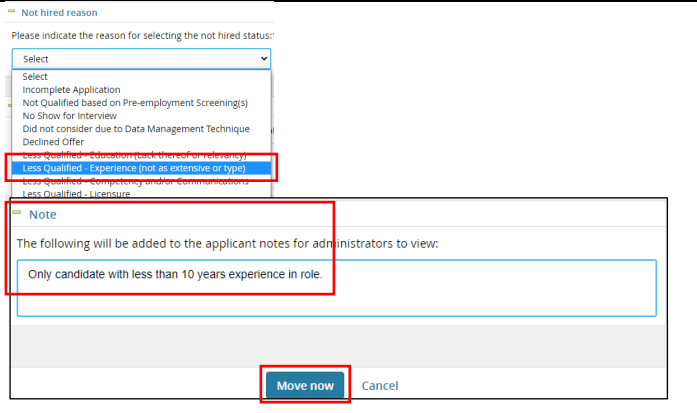 Not hired reason
Please indicate the reason for selecting the not hired status:
Select
Select
Incomplete Application
Not Qualified based on Pre-employment Screening(s)
No Show for Interview
Did not consider due to Data Management Technique
Declined Offer
Less Qualified - Education (Lack thereof or relevancy)
Less Qualified - Experience (not as extensive or type)
Less Qualified - Competency and/or Communications
Less Qualified - Licensure
Note
The following will be added to the applicant notes for administrators to view:
Only candidate with less than 10 years experience in role.
Move now Cancel